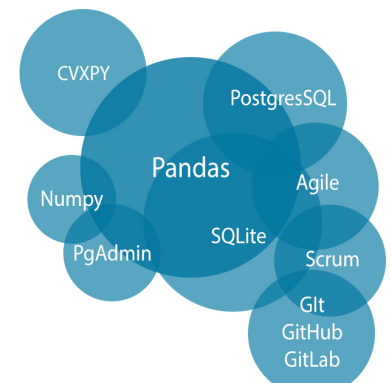 CVXPY
PostgresSQL
Pandas
Agile
Numpy
SQLite
PgAdmin
Scrum
GIt
GitHub
GitLab